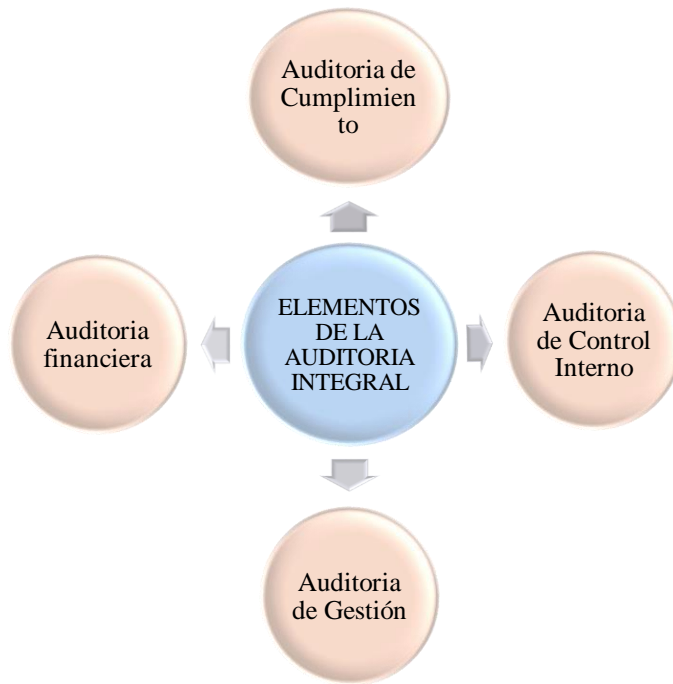 Auditoria de
Cumplimien
to
Auditoria
financiera
ELEMENTOS
DE LA
AUDITORIA
INTEGRAL
Auditoria
de Control
Interno
Auditoria
de Gestión